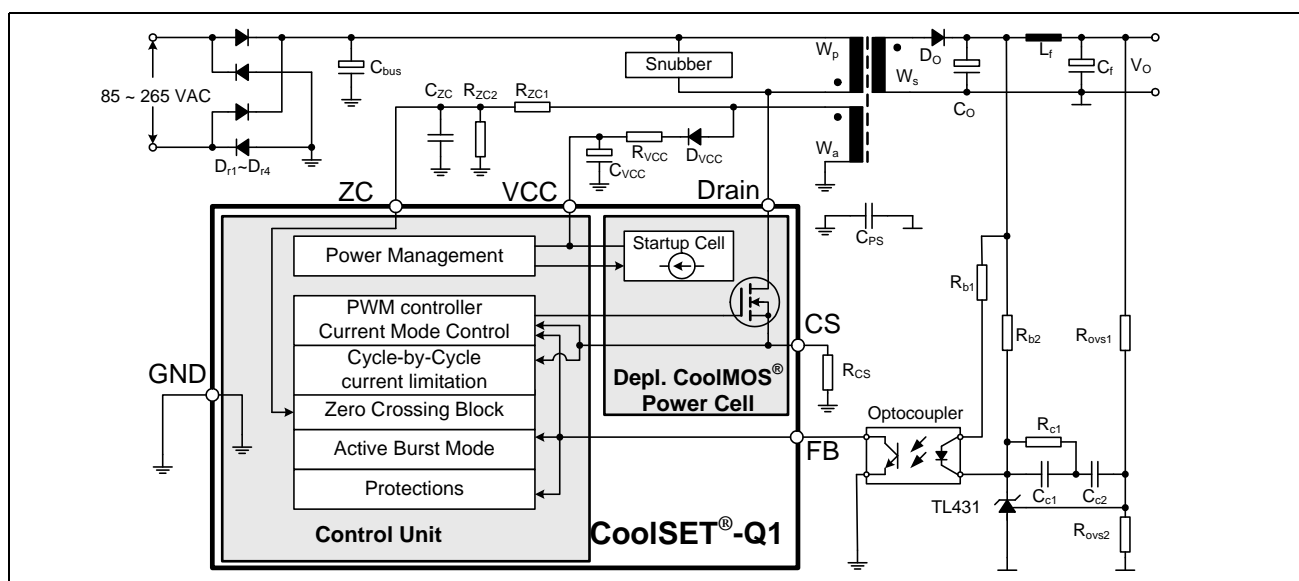 85 ~ 265 VAC
Dr1~Dr4
Cbus
Snubber
Wp
Ws
Wa
DO
CO
Lf
Cf
VO
CZC
RZC2
RZC1
RVCC
DVCC
CVCC
ZC
VCC
Drain
CPS
Power Management
Startup Cell
PWM controller
Current Mode Control
Cycle-by-Cycle
current limitation
Zero Crossing Block
Active Burst Mode
Protections
Control Unit
Depl. CoolMOS®
Power Cell
CoolSET®-Q1
GND
CS
RCS
FB
Optocoupler
Rb1
Rb2
Rovs1
Rc1
Cc1
Cc2
TL431
Rovs2